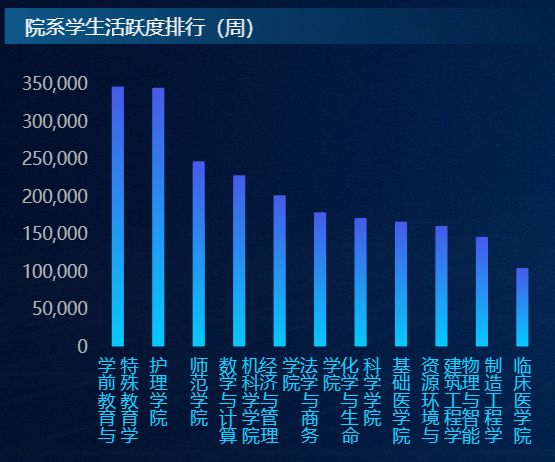 院系学生活跃度排行（周）
350,000
300,000
250,000
200,000
150,000
100,000
50,000
0
学前教育与
特殊教育学
护理学院
师范学院
数学与计算
机科学学院
经济与管理
学院
法学与商务
学院
化学与生命
科学学院
基础医学院
资源环境与
建筑工程学
物理与智能
制造工程学
临床医学院